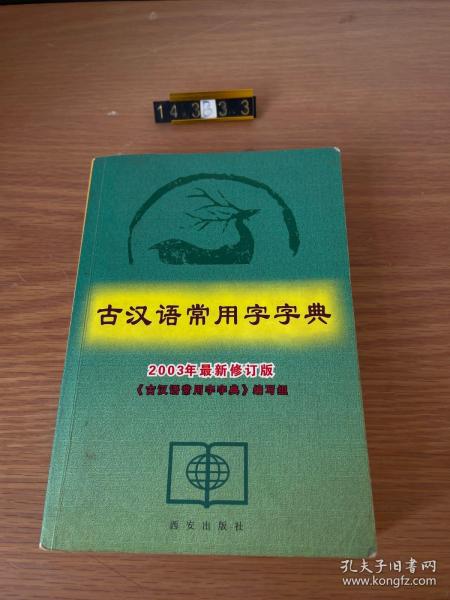 14.3 3.3
古汉语常用字字典
2003年最新修订版
《古汉语常用字字典》编写组
西安出版社
孔夫子旧书网
www.kongfz.com